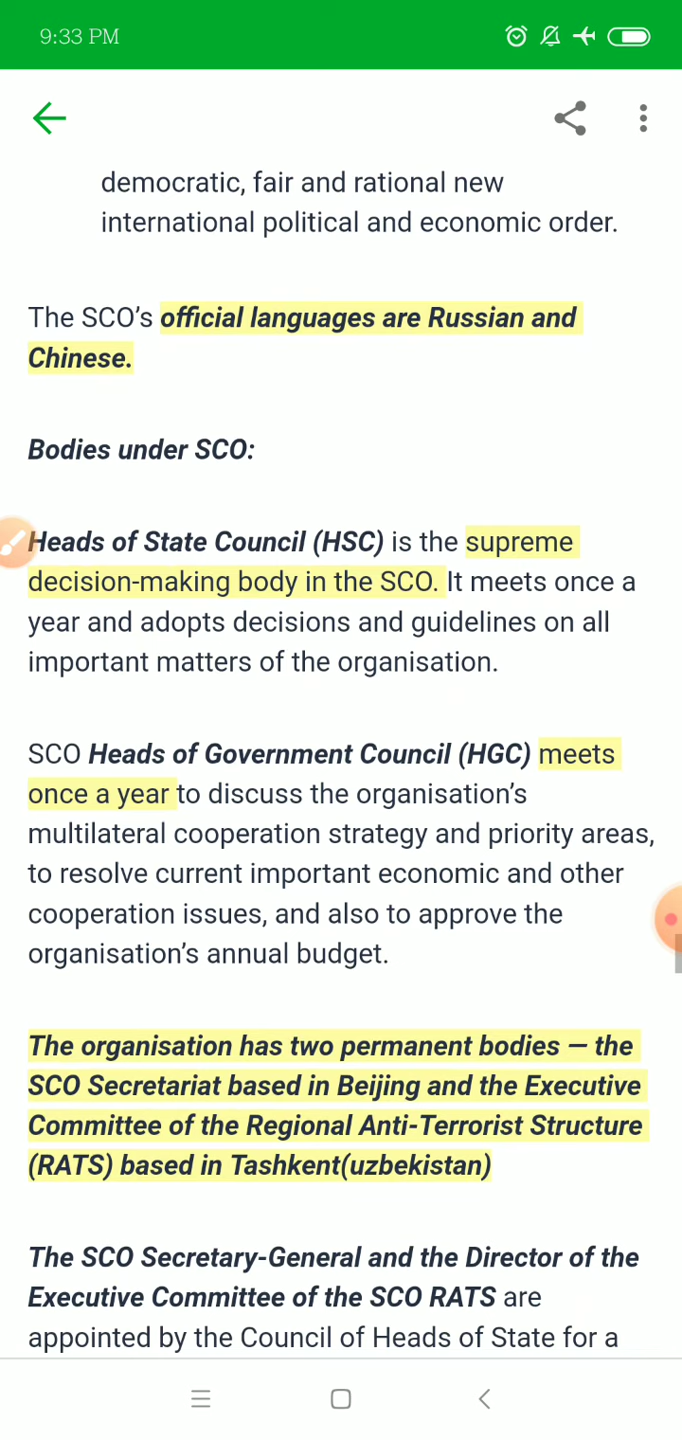 9:33 PM
democratic, fair and rational new
international political and economic order.
The SCO’s official languages are Russian and
Chinese.
Bodies under SCO:
Heads of State Council (HSC) is the supreme
decision-making body in the SCO. It meets once a
year and adopts decisions and guidelines on all
important matters of the organisation.
SCO Heads of Government Council (HGC) meets
once a year to discuss the organisation’s
multilateral cooperation strategy and priority areas,
to resolve current important economic and other
cooperation issues, and also to approve the
organisation’s annual budget.
The organisation has two permanent bodies — the
SCO Secretariat based in Beijing and the Executive
Committee of the Regional Anti-Terrorist Structure
(RATS) based in Tashkent(uzbekistan)
The SCO Secretary-General and the Director of the
Executive Committee of the SCO RATS are
appointed by the Council of Heads of State for a